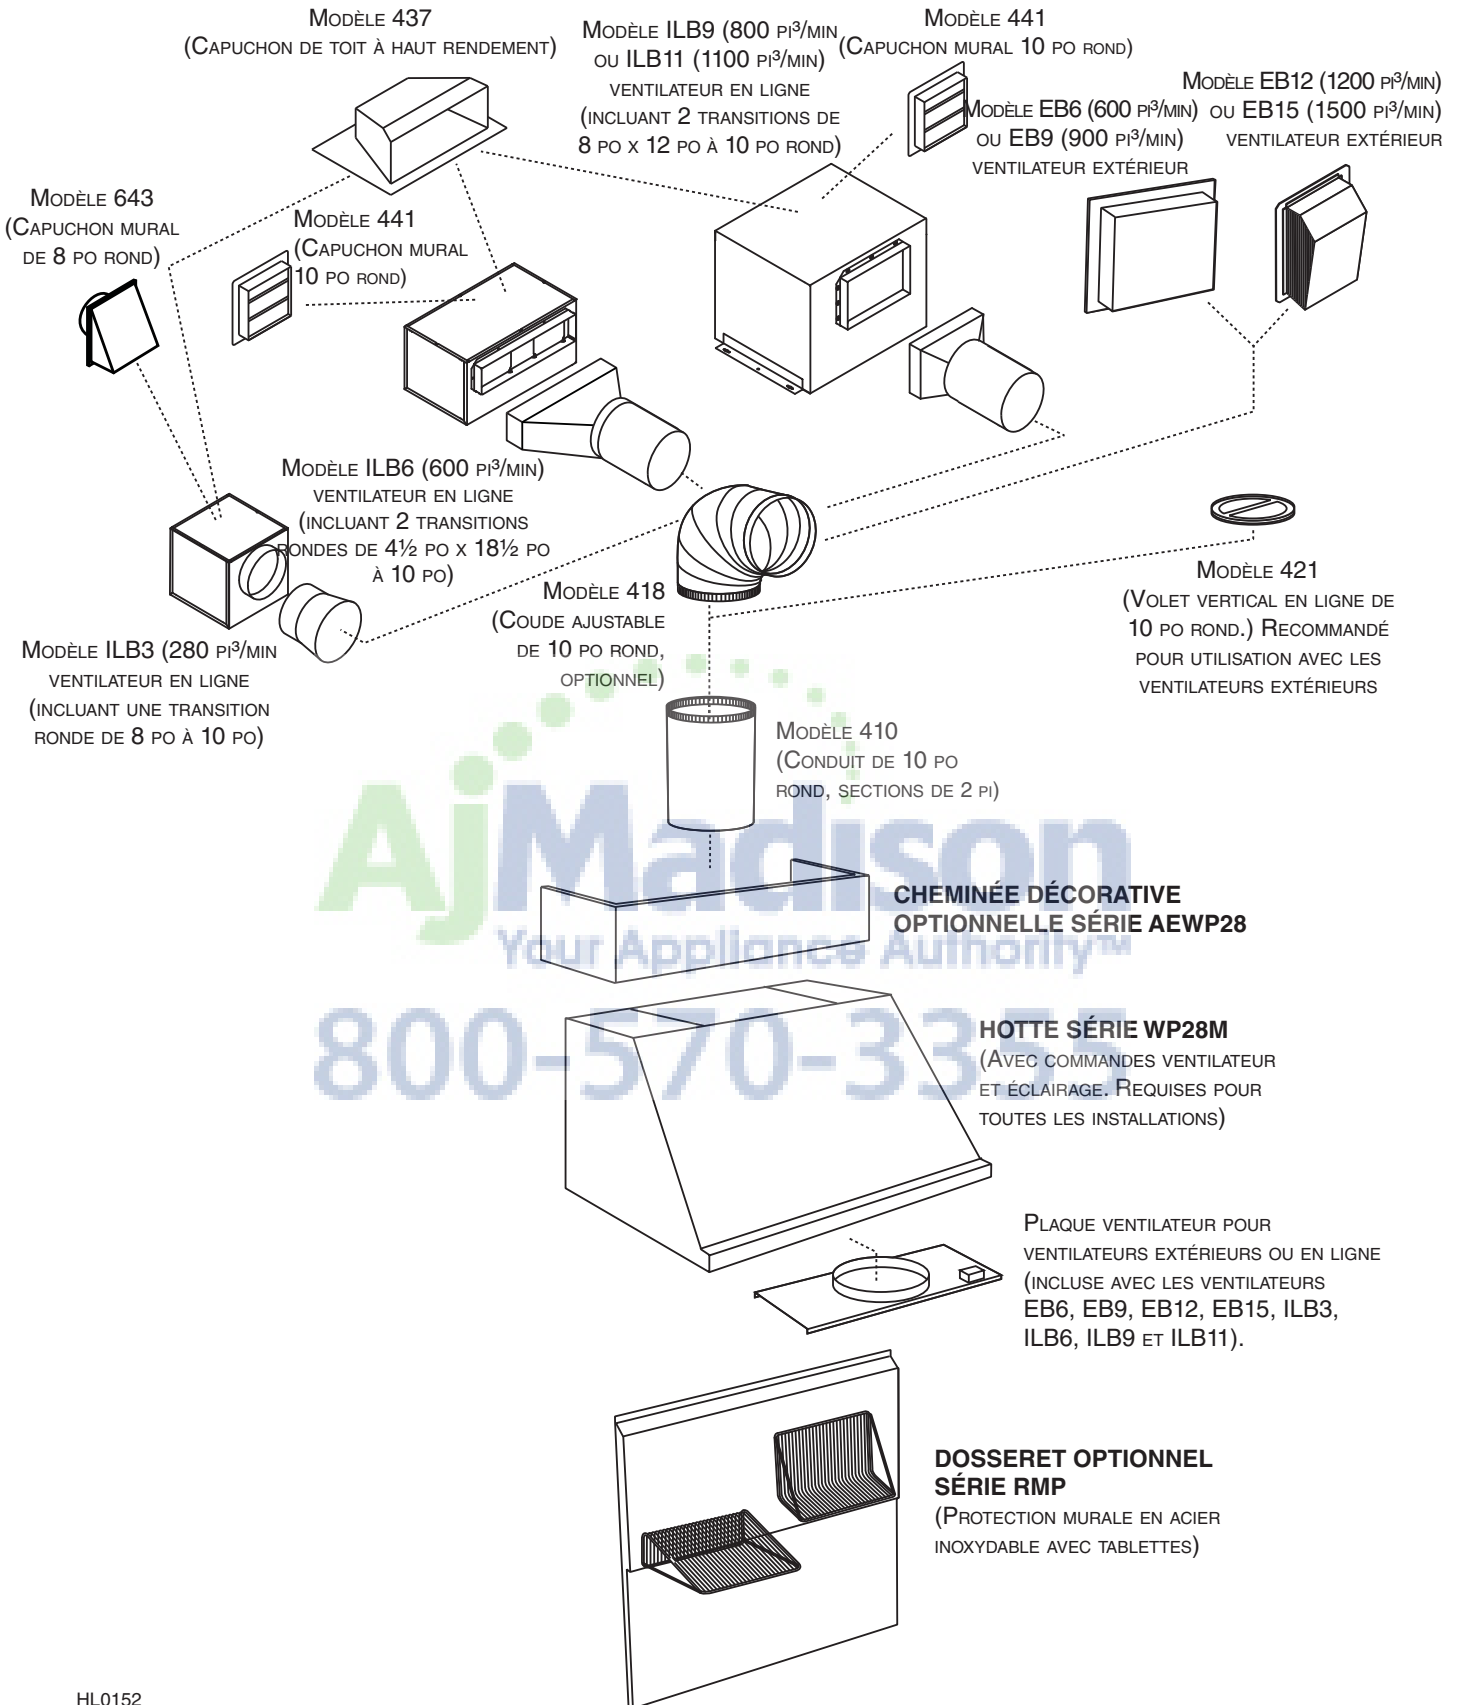 Modèle 437
(Capuchon de toit à haut rendement)
Modèle ILB9 (800 pi³/min
ou ILB11 (1100 pi³/min)
ventilateur en ligne
(incluant 2 transitions de
8 po x 12 po à 10 po rond)
Modèle 441
(Capuchon mural 10 po rond)
Modèle EB6 (600 pi³/min)
ou EB9 (900 pi³/min)
ventilateur extérieur
Modèle EB12 (1200 pi³/min)
ou EB15 (1500 pi³/min)
ventilateur extérieur
Modèle 643
(Capuchon mural
de 8 po rond)
Modèle 441
(Capuchon mural
10 po rond)
Modèle ILB6 (600 pi³/min)
ventilateur en ligne
(incluant 2 transitions
rondes de 4½ po x 18½ po
à 10 po)
Modèle ILB3 (280 pi³/min
ventilateur en ligne
(incluant une transition
ronde de 8 po à 10 po)
Modèle 418
(Coude ajustable
de 10 po rond,
optionnel)
Modèle 421
(Volet vertical en ligne de
10 po rond.) Recommandé
pour utilisation avec les
ventilateurs extérieurs
Modèle 410
(Conduit de 10 po
rond, sections de 2 pi)
AjMadison
Your Appliance Authority™
800-570-3355
CHEMINÉE DÉCORATIVE
OPTIONNELLE SÉRIE AEWP28
HOTTE SÉRIE WP28M
(Avec commandes ventilateur
et éclairage. Requises pour
toutes les installations)
Plaque ventilateur pour
ventilateurs extérieurs ou en ligne
(incluse avec les ventilateurs
EB6, EB9, EB12, EB15, ILB3,
ILB6, ILB9 et ILB11).
DOSSERET OPTIONNEL
SÉRIE RMP
(Protection murale en acier
inoxydable avec tablettes)
HL0152